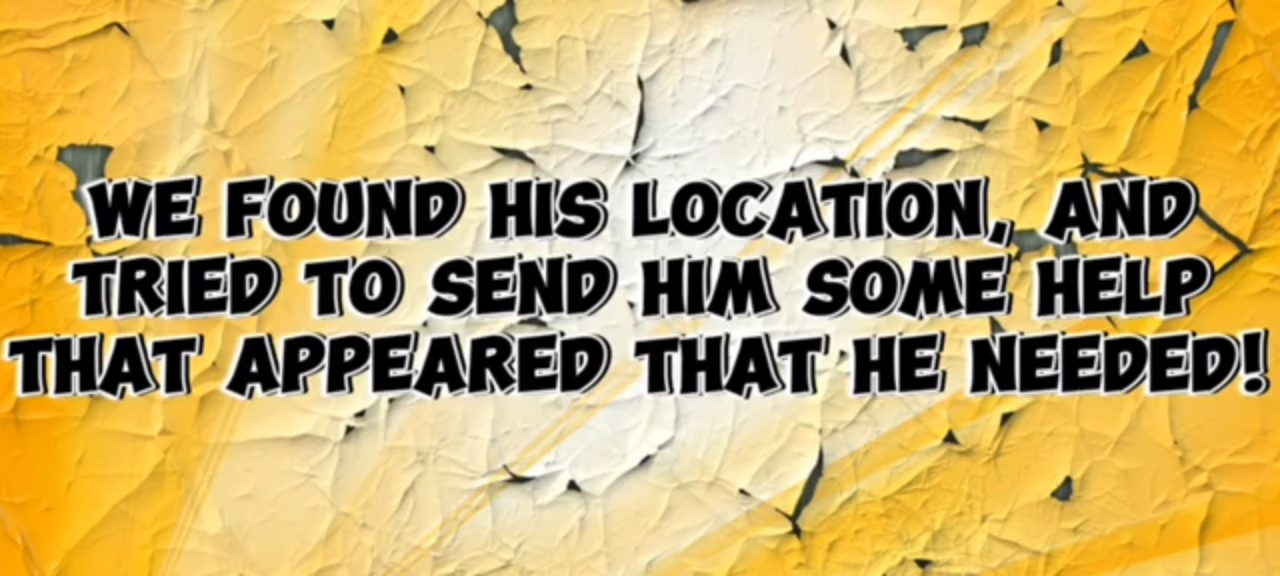 WE FOUND HIS LOCATION, AND
TRIED TO SEND HIM SOME HELP
THAT APPEARED THAT HE NEEDED!